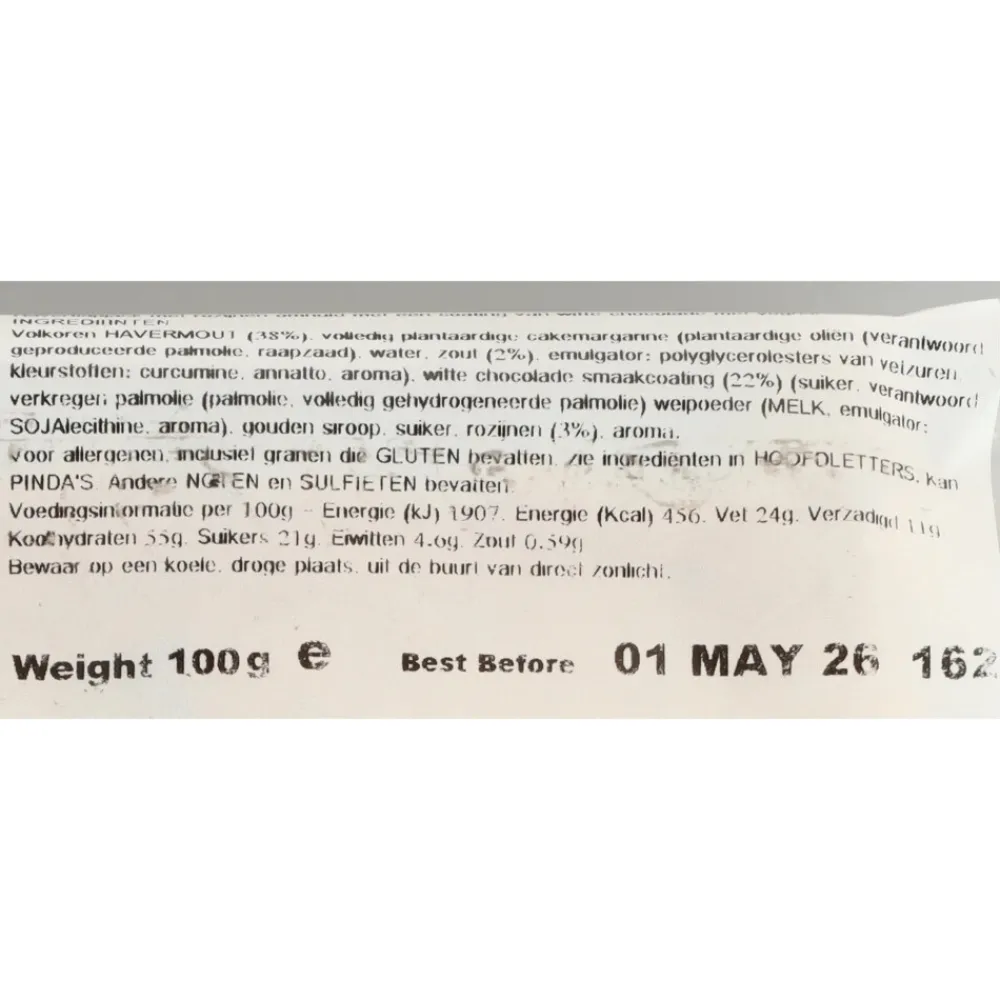 INGREDIËNTEN
Volkoren HAVERMOUT (38%), volledig plantaardige cakemargarine (plantaardige oliën (verantwoord
geproduceerde palmolie, raapzaad), water, zout (2%), emulgator: polyglycerolesters van vetzuren,
kleurstoffen: curcumine, annatto, aroma), witte chocolade smaakcoating (22%) (suiker, verantwoord
verkregen palmolie (palmolie, volledig gehydrogeneerde palmolie) weipoeder (MELK, emulgator:
SOJAlecithine, aroma), gouden siroop, suiker, rozijnen (3%), aroma.
voor allergenen, inclusief granen die GLUTEN bevatten, zie ingrediënten in HOOFDLETTERS, kan
PINDA'S, Andere NOTEN en SULFIETEN bevatten.
Voedingsinformatie per 100g - Energie (kJ) 1907, Energie (Kcal) 456, Vet 24g, Verzadigd 11g
Koolhydraten 55g, Suikers 21g, Eiwitten 4.6g, Zout 0.59g
Bewaar op een koele, droge plaats, uit de buurt van direct zonlicht.
Weight 100g e Best Before 01 MAY 26 162